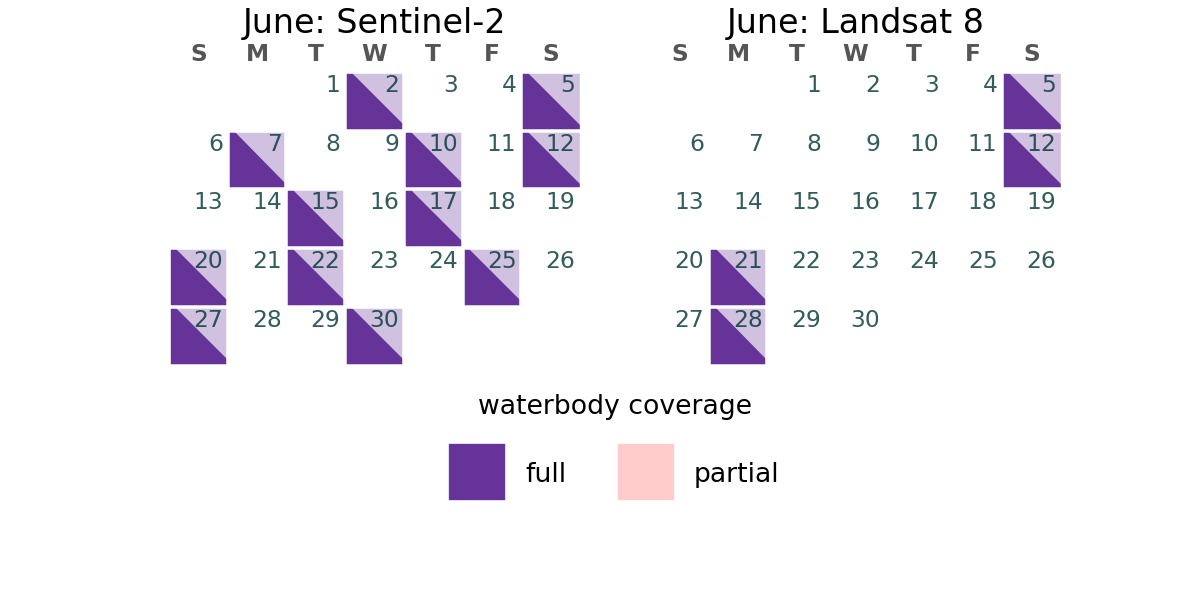 June: Sentinel-2
S M T W T F S
1 2 3 4 5
6 7 8 9 10 11 12
13 14 15 16 17 18 19
20 21 22 23 24 25 26
27 28 29 30
June: Landsat 8
S M T W T F S
1 2 3 4 5
6 7 8 9 10 11 12
13 14 15 16 17 18 19
20 21 22 23 24 25 26
27 28 29 30
waterbody coverage
full partial